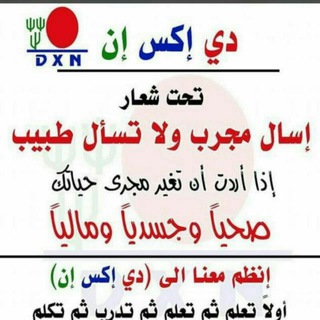 دي إكس إن
DXN
تحت شعار
إسال مجرب ولا تسأل طبيب
إذا أردت أن تغير مجرى حياتك
صحياً وجسدياً ومالياً
إنظم معنا الى (دي إكس إن)
أولاً تعلم ثم تعلم ثم تدرب ثم تكلم